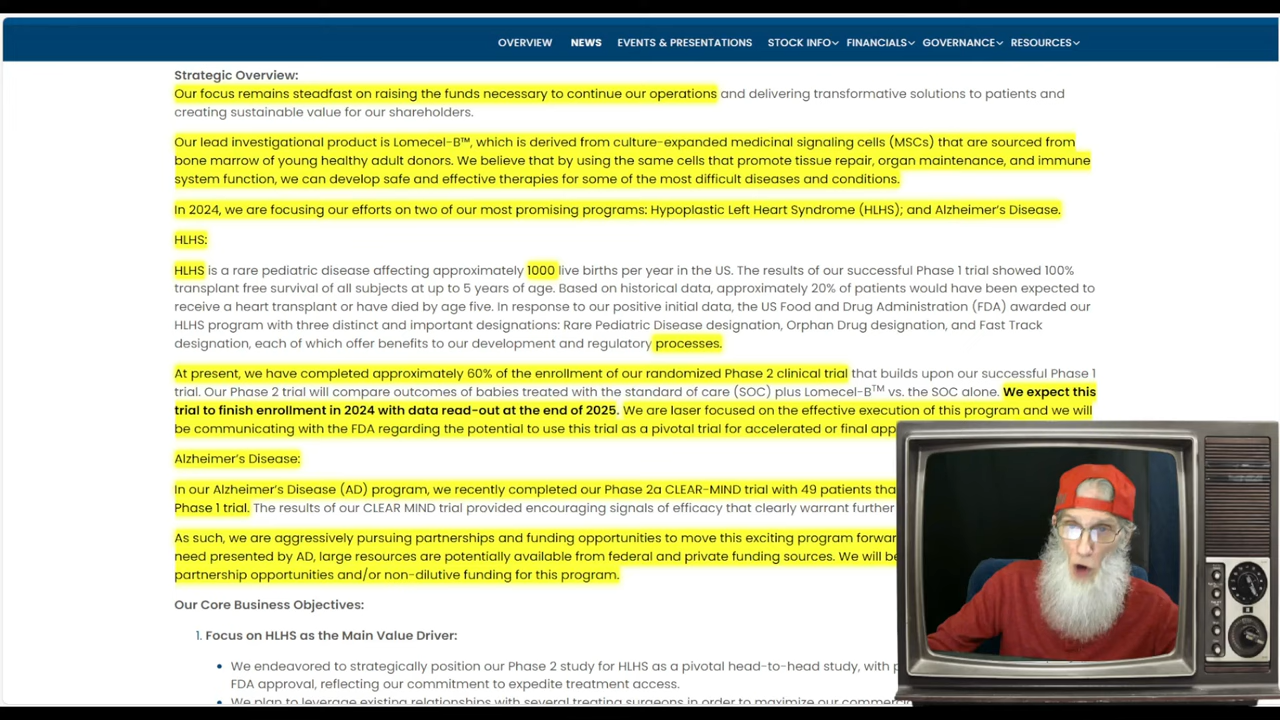 OVERVIEW NEWS EVENTS & PRESENTATIONS STOCK INFO FINANCIALS GOVERNANCE RESOURCES
Strategic Overview:
Our focus remains steadfast on raising the funds necessary to continue our operations and delivering transformative solutions to patients and
creating sustainable value for our shareholders.
Our lead investigational product is Lomecel-B™, which is derived from culture-expanded medicinal signaling cells (MSCs) that are sourced from
bone marrow of young healthy adult donors. We believe that by using the same cells that promote tissue repair, organ maintenance, and immune
system function, we can develop safe and effective therapies for some of the most difficult diseases and conditions.
In 2024, we are focusing our efforts on two of our most promising programs: Hypoplastic Left Heart Syndrome (HLHS); and Alzheimer's Disease.
HLHS:
HLHS is a rare pediatric disease affecting approximately 1000 live births per year in the US. The results of our successful Phase 1 trial showed 100%
transplant free survival of all subjects at up to 5 years of age. Based on historical data, approximately 20% of patients would have been expected to
receive a heart transplant or have died by age five. In response to our positive initial data, the US Food and Drug Administration (FDA) awarded our
HLHS program with three distinct and important designations: Rare Pediatric Disease designation, Orphan Drug designation, and Fast Track
designation, each of which offer benefits to our development and regulatory processes.
At present, we have completed approximately 60% of the enrollment of our randomized Phase 2 clinical trial that builds upon our successful Phase 1
trial. Our Phase 2 trial will compare outcomes of babies treated with the standard of care (SOC) plus Lomecel-B™ vs. the SOC alone. We expect this
trial to finish enrollment in 2024 with data read-out at the end of 2025. We are laser focused on the effective execution of this program and we will
be communicating with the FDA regarding the potential to use this trial as a pivotal trial for accelerated or final app
Alzheimer's Disease:
In our Alzheimer's Disease (AD) program, we recently completed our Phase 2a CLEAR-MIND trial with 49 patients tha
Phase 1 trial. The results of our CLEAR MIND trial provided encouraging signals of efficacy that clearly warrant further
As such, we are aggressively pursuing partnerships and funding opportunities to move this exciting program forwar
need presented by AD, large resources are potentially available from federal and private funding sources. We will be
partnership opportunities and/or non-dilutive funding for this program.
Our Core Business Objectives:
1. Focus on HLHS as the Main Value Driver:
• We endeavored to strategically position our Phase 2 study for HLHS as a pivotal head-to-head study, with p
FDA approval, reflecting our commitment to expedite treatment access.
• We plan to leverage existing relationships with several treating surgeons in order to maximize our commerc